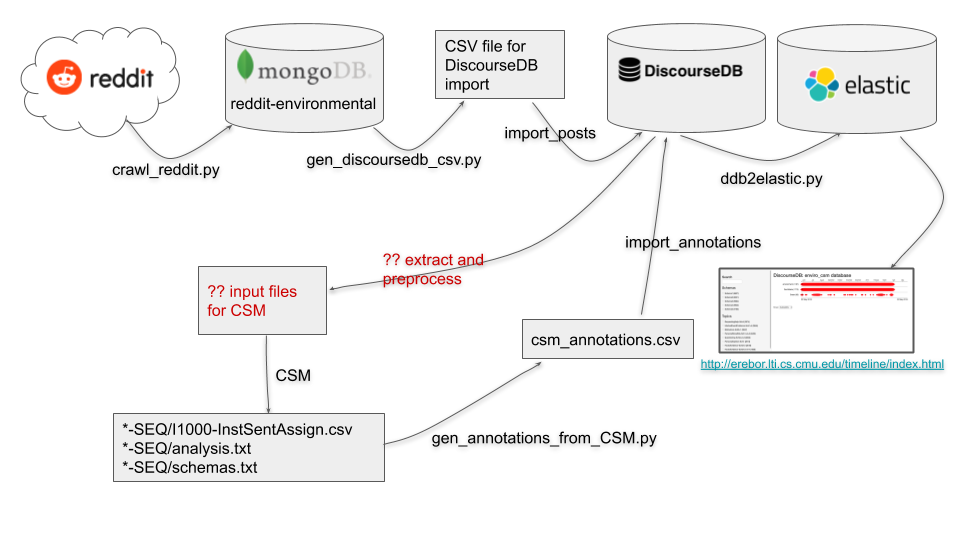 reddit
mongoDB.
reddit-environmental
CSV file for
DiscourseDB
import
DiscourseDB
elastic
crawl_reddit.py
gen_discoursedb_csv.py
import_posts
ddb2elastic.py
import_annotations
?? extract and
preprocess
?? input files
for CSM
DiscourseDB: enviro_csm database
csm_annotations.csv
http://erebor.lti.cs.cmu.edu/timeline/index.html
CSM
*-SEQ/I1000-InstSentAssign.csv
*-SEQ/analysis.txt
*-SEQ/schemas.txt
gen_annotations_from_CSM.py